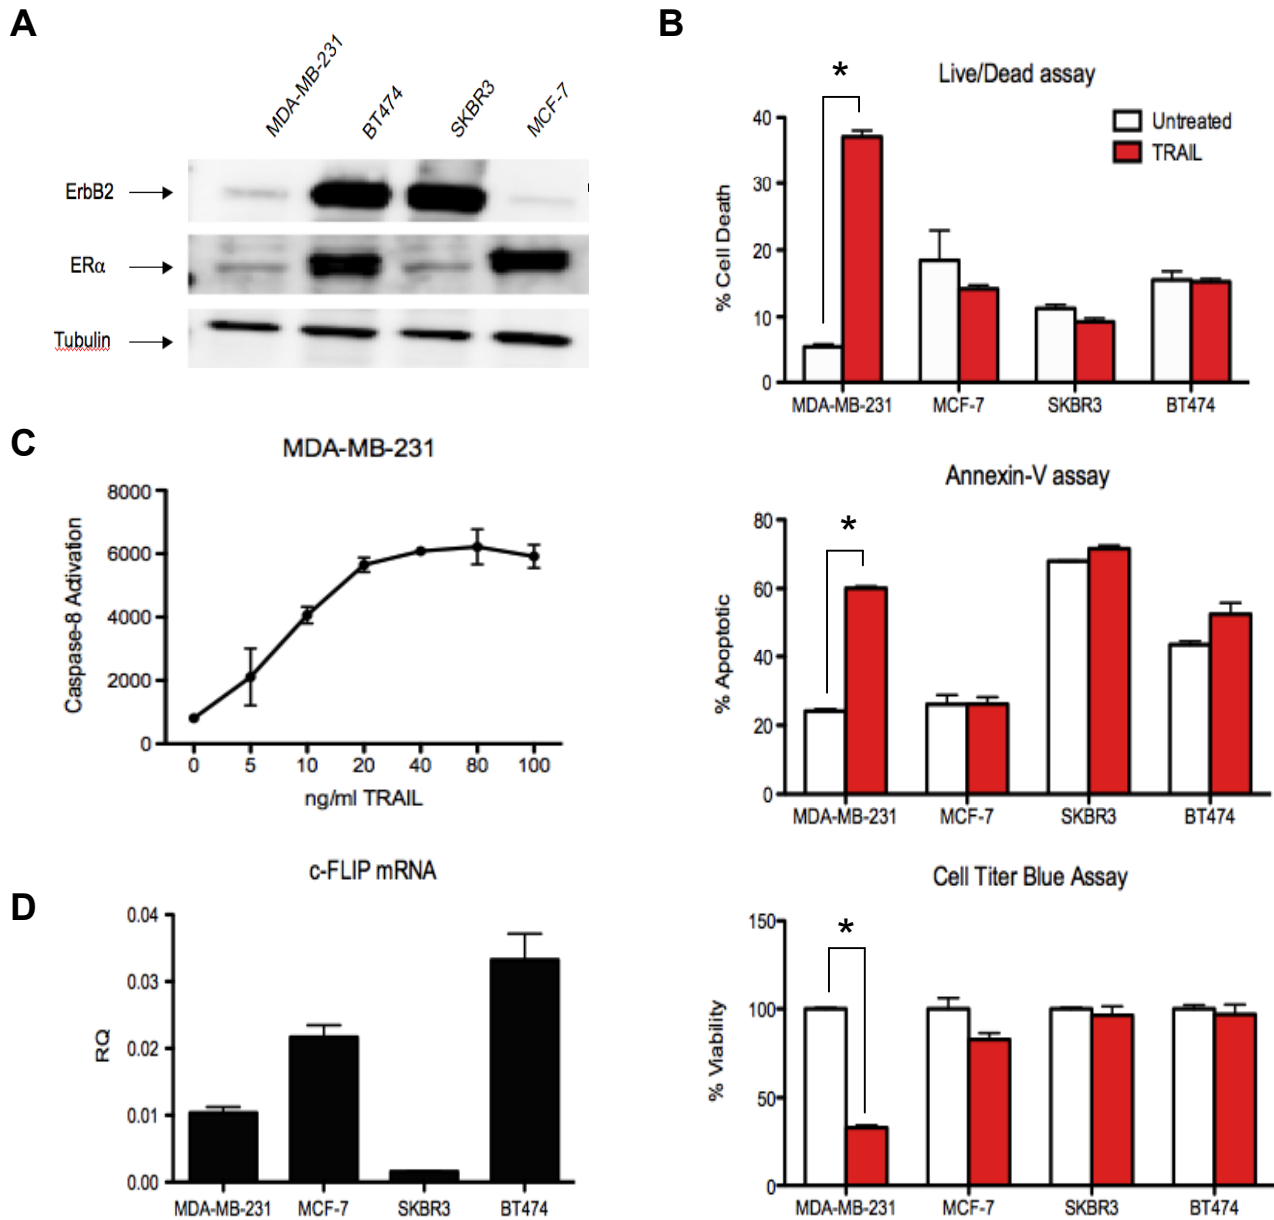 A
MDA-MB-231
BT474
SKBR3
MCF-7
ErbB2
ERα
Tubulin
B
Live/Dead assay
*
Untreated
TRAIL
% Cell Death
40
30
20
10
0
MDA-MB-231 MCF-7 SKBR3 BT474
Annexin-V assay
*
% Apoptotic
80
60
40
20
0
MDA-MB-231 MCF-7 SKBR3 BT474
Cell Titer Blue Assay
*
% Viability
150
100
50
0
MDA-MB-231 MCF-7 SKBR3 BT474
C
MDA-MB-231
Caspase-8 Activation
8000
6000
4000
2000
0
0 5 10 20 40 80 100
ng/ml TRAIL
D
c-FLIP mRNA
RQ
0.04
0.03
0.02
0.01
0.00
MDA-MB-231 MCF-7 SKBR3 BT474